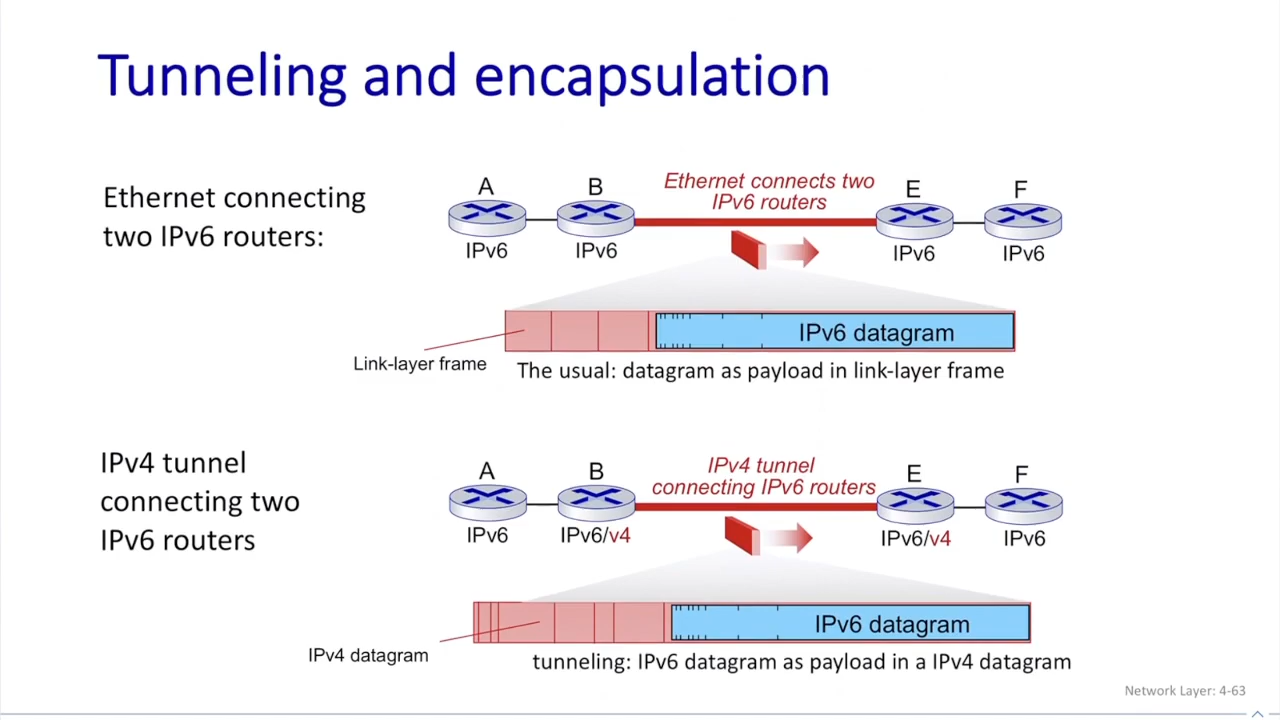 Tunneling and encapsulation
Ethernet connecting
two IPv6 routers:
A
B
Ethernet connects two
IPv6 routers
E
F
IPv6
IPv6
IPv6
IPv6
IPv6 datagram
Link-layer frame
The usual: datagram as payload in link-layer frame
IPv4 tunnel
connecting two
IPv6 routers
A
B
IPv4 tunnel
connecting IPv6 routers
E
F
IPv6
IPv6/v4
IPv6/v4
IPv6
IPv6 datagram
IPv4 datagram
tunneling: IPv6 datagram as payload in a IPv4 datagram
Network Layer: 4-63